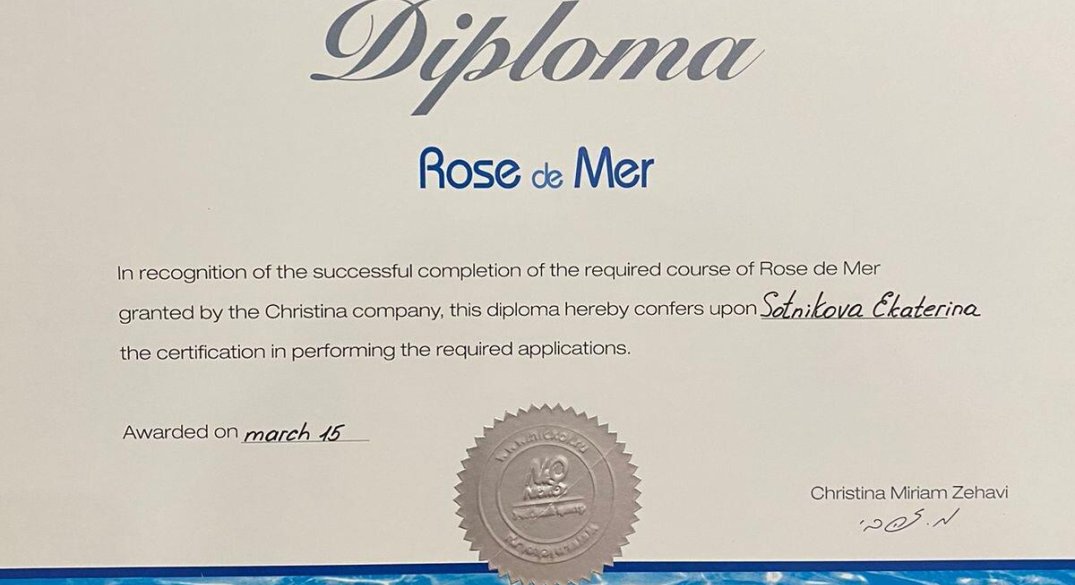 Diploma
Rose de Mer
In recognition of the successful completion of the required course of Rose de Mer
granted by the Christina company, this diploma hereby confers upon Sotnikova Ekaterina
the certification in performing the required applications.
Awarded on march 15
Christina Miriam Zehavi